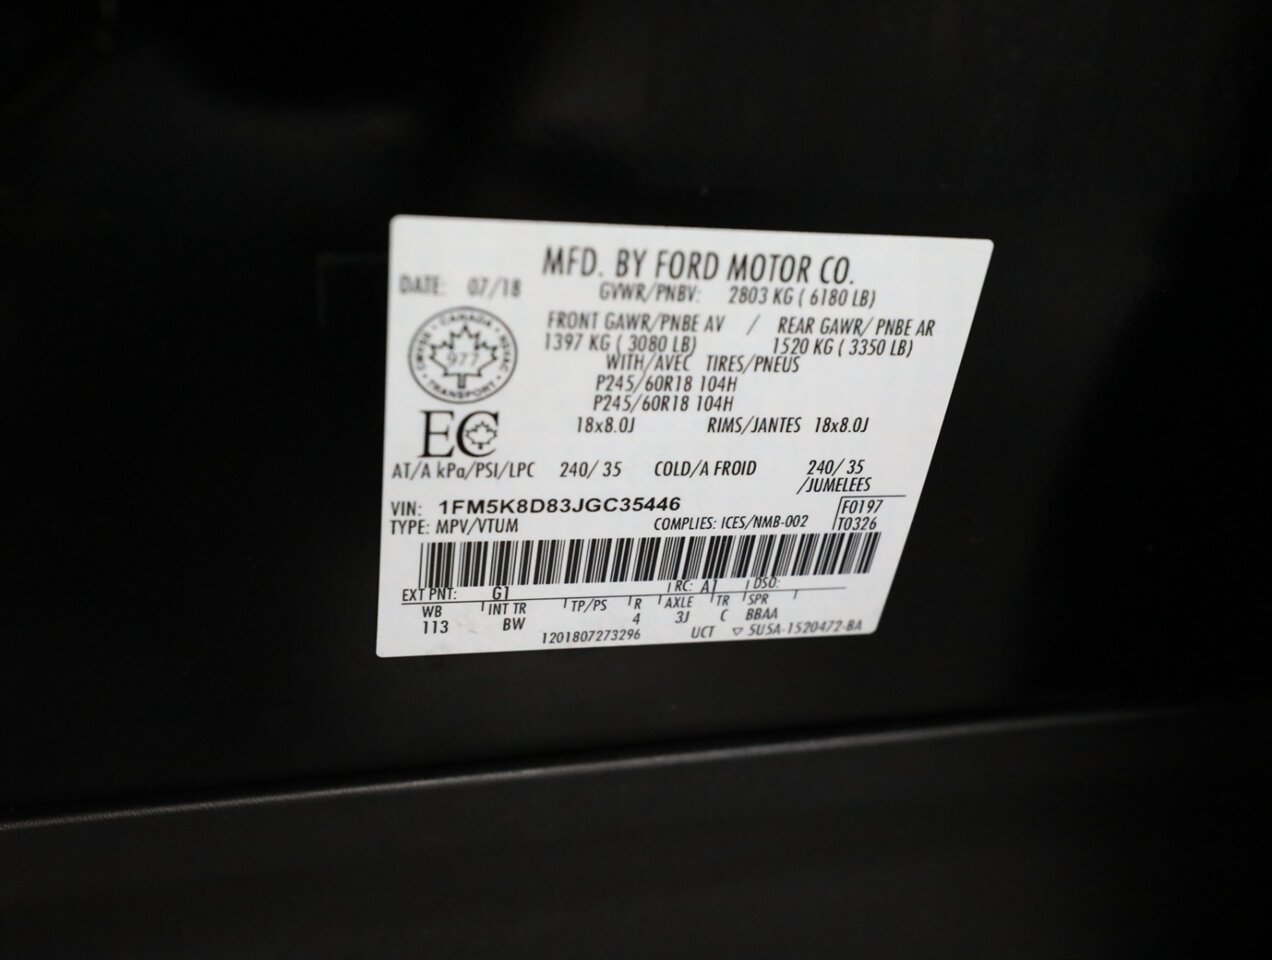 MFD. BY FORD MOTOR CO.
DATE: 07/18
GVWR/PNBV: 2803 KG ( 6180 LB)
FRONT GAWR/PNBE AV / REAR GAWR/ PNBE AR
1397 KG ( 3080 LB) 1520 KG ( 3350 LB)
WITH/AVEC TIRES/PNEUS
P245/60R18 104H
P245/60R18 104H
18x8.0J RIMS/JANTES 18x8.0J
CANADA
977
TRANSPORT
EC
AT/A kPa/PSI/LPC 240/ 35 COLD/A FROID 240/ 35
/JUMELEES
VIN: 1FM5K8D83JGC35446
F0197
TYPE: MPV/VTUM COMPLIES: ICES/NMB-002 T0326
EXT PNT: G1 RC: A1 DSO:
WB INT TR TP/PS R AXLE TR SPR
113 BW 4 3J C BBAA
1201807273296 UCT ▽ 5U5A-1520472-BA